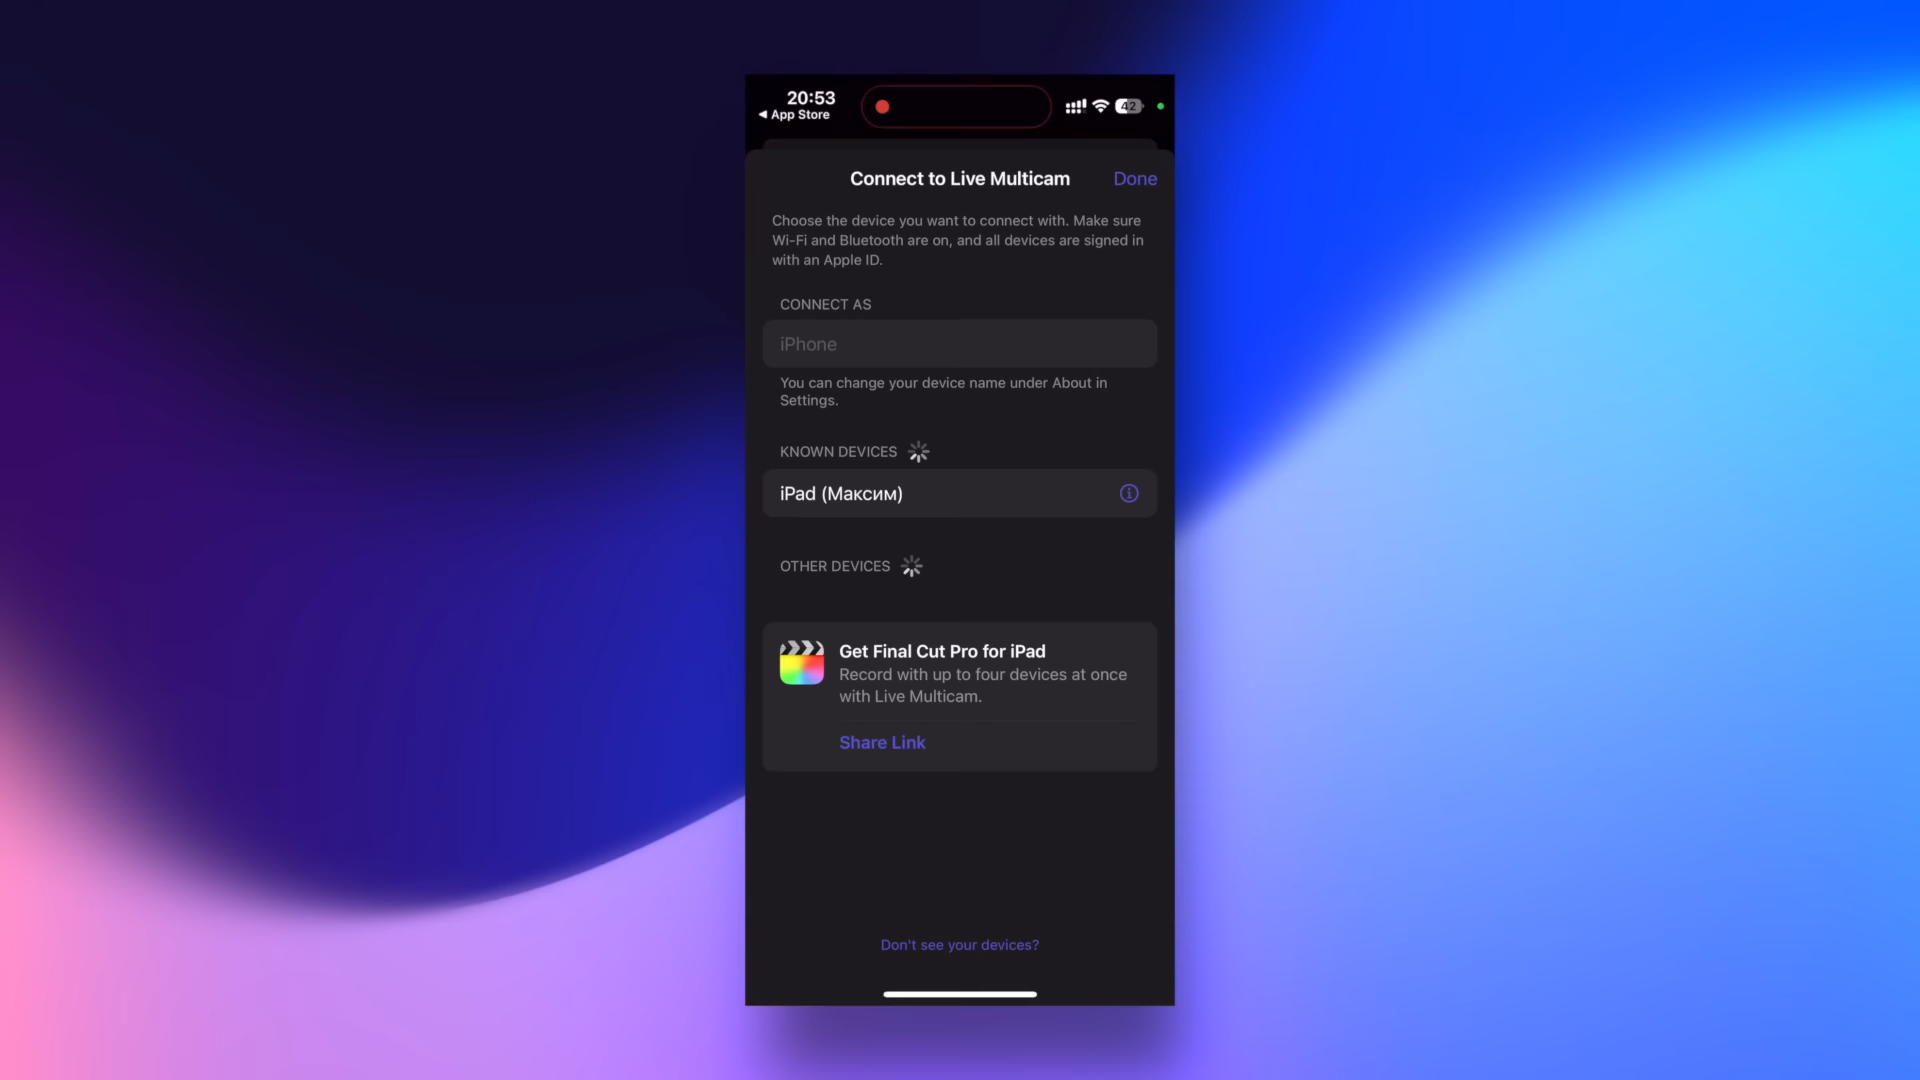 20:53
42
◀ App Store
Connect to Live Multicam
Done
Choose the device you want to connect with. Make sure
Wi-Fi and Bluetooth are on, and all devices are signed in
with an Apple ID.
CONNECT AS
iPhone
You can change your device name under About in
Settings.
KNOWN DEVICES
iPad (Максим)
OTHER DEVICES
Get Final Cut Pro for iPad
Record with up to four devices at once
with Live Multicam.
Share Link
Don't see your devices?